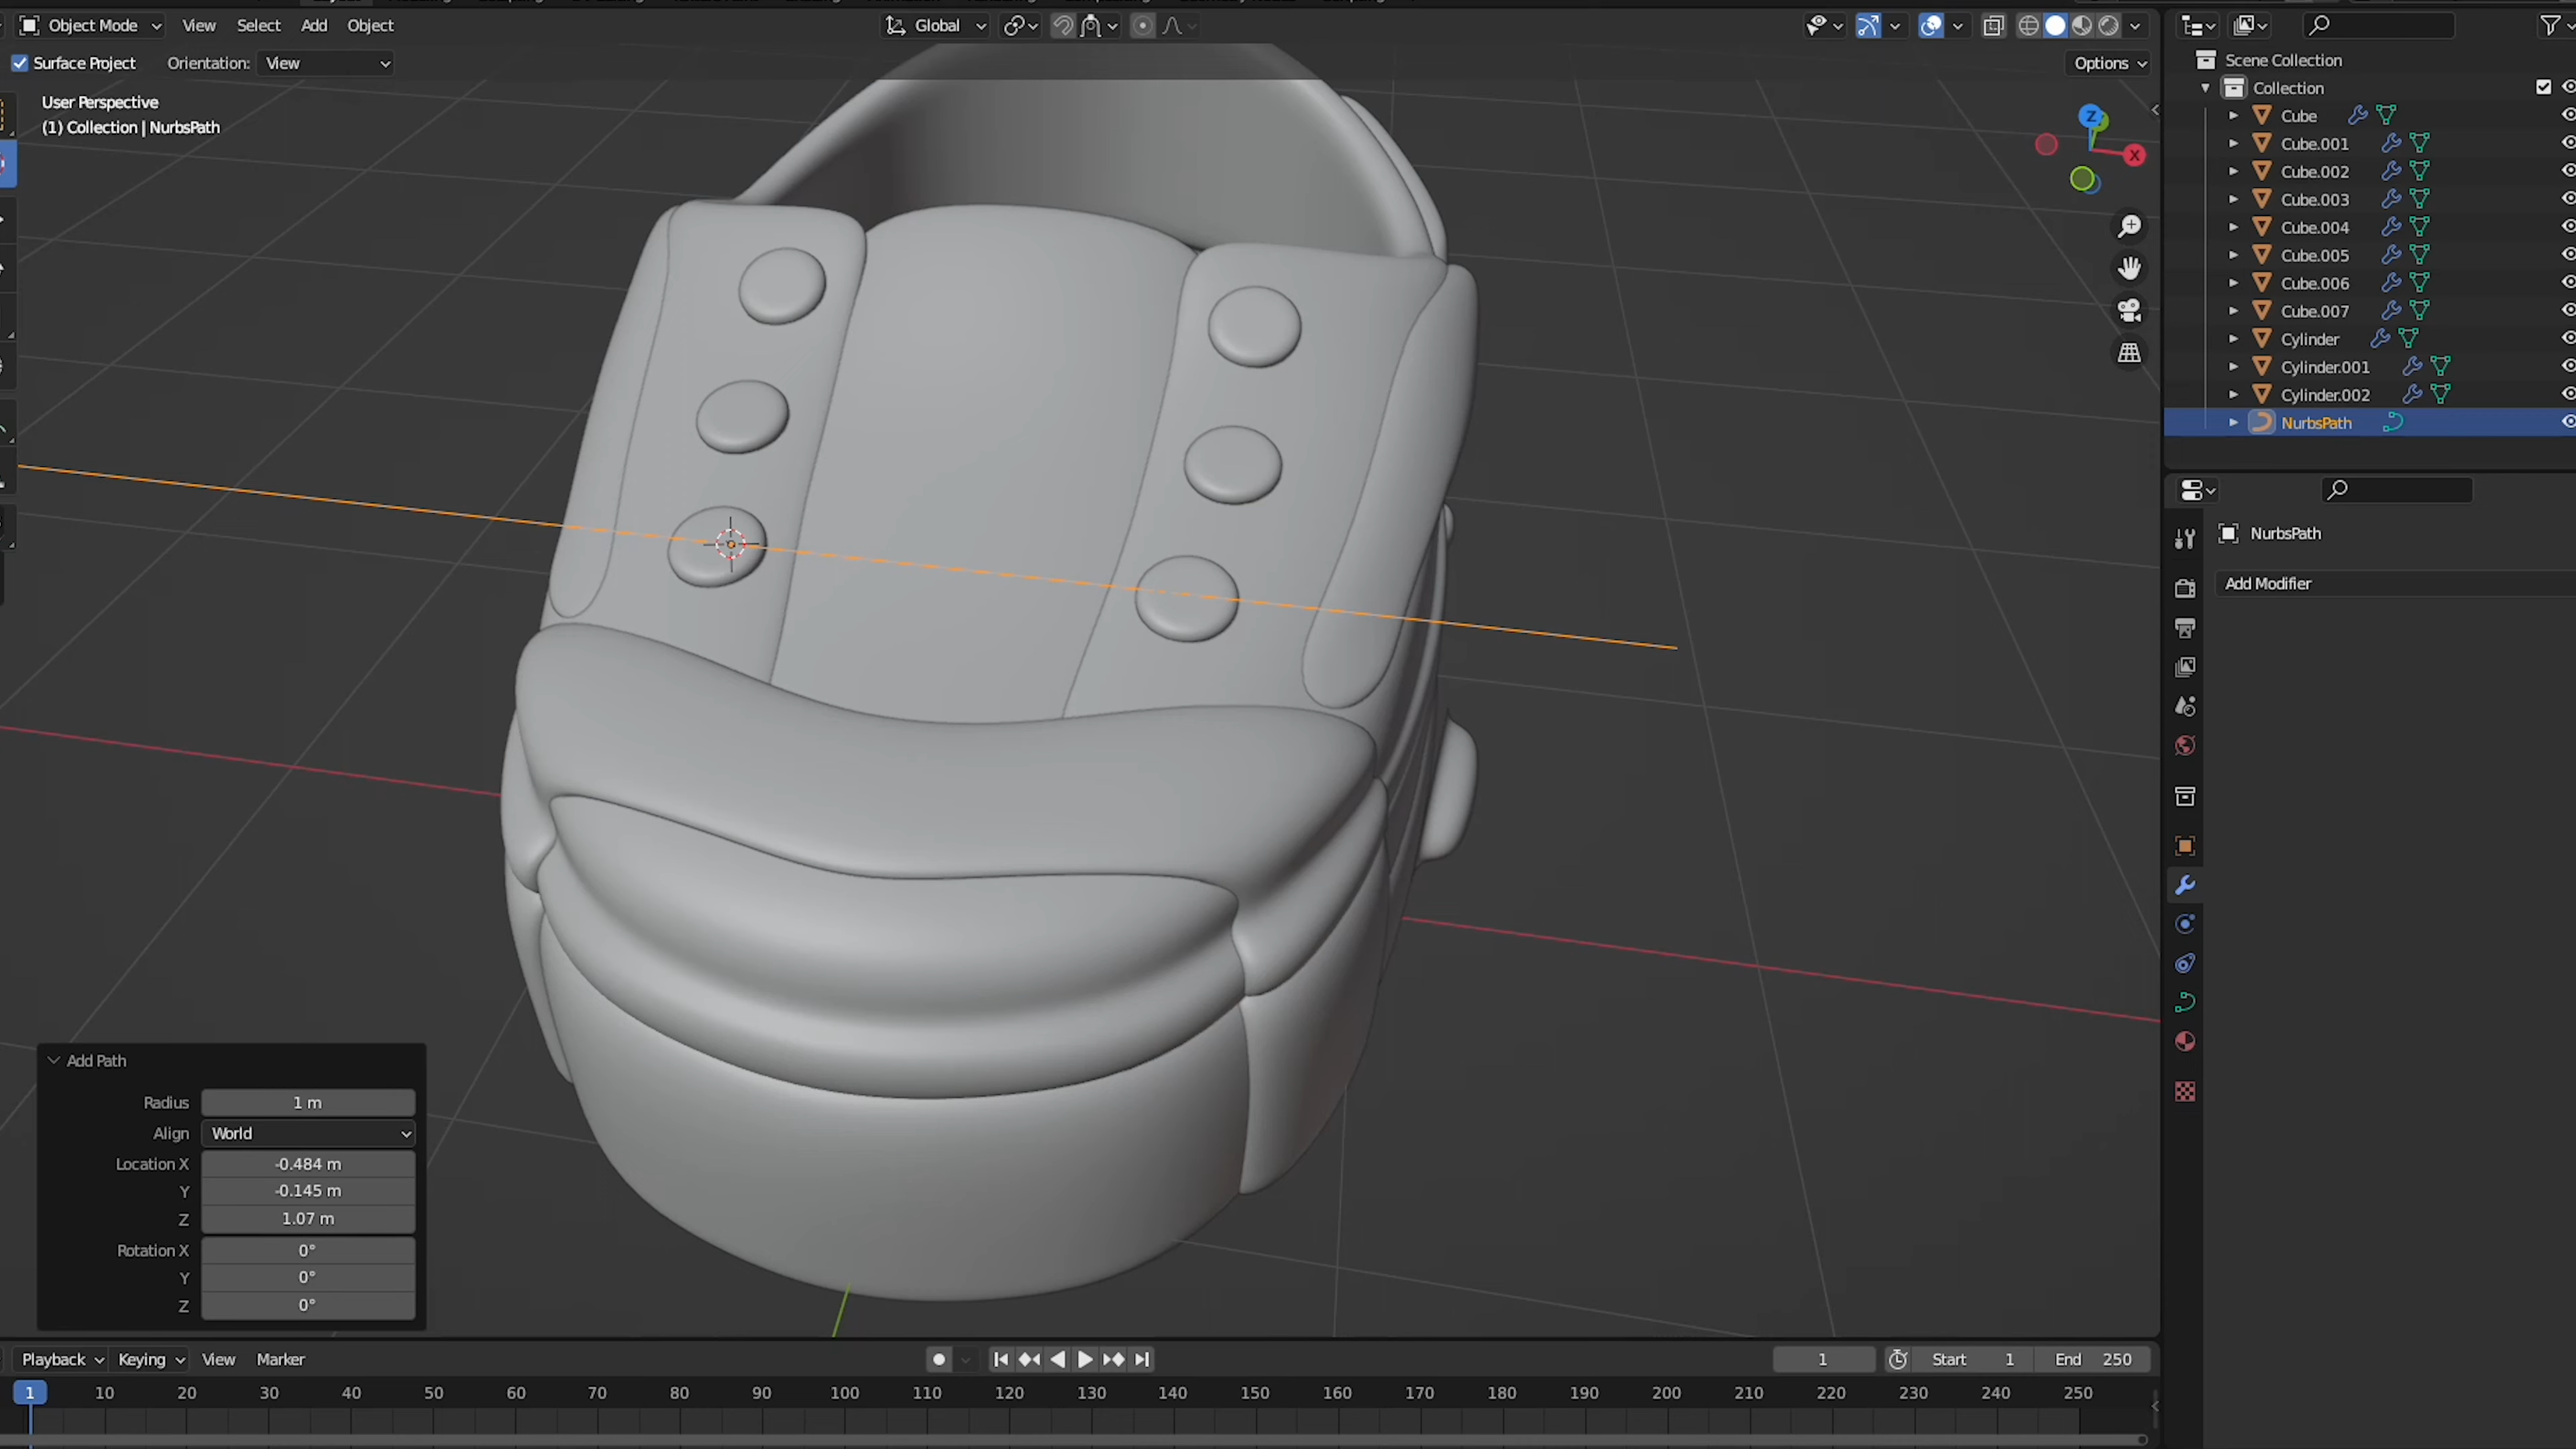 Object Mode View Select Add Object Global
Surface Project Orientation: View Options
User Perspective
(1) Collection | NurbsPath
Z
X
Scene Collection
Collection
Cube
Cube.001
Cube.002
Cube.003
Cube.004
Cube.005
Cube.006
Cube.007
Cylinder
Cylinder.001
Cylinder.002
NurbsPath
NurbsPath
Add Modifier
Add Path
Radius 1 m
Align World
Location X -0.484 m
Y -0.145 m
Z 1.07 m
Rotation X 0°
Y 0°
Z 0°
Playback Keying View Marker 1 Start 1 End 250
1 10 20 30 40 50 60 70 80 90 100 110 120 130 140 150 160 170 180 190 200 210 220 230 240 250